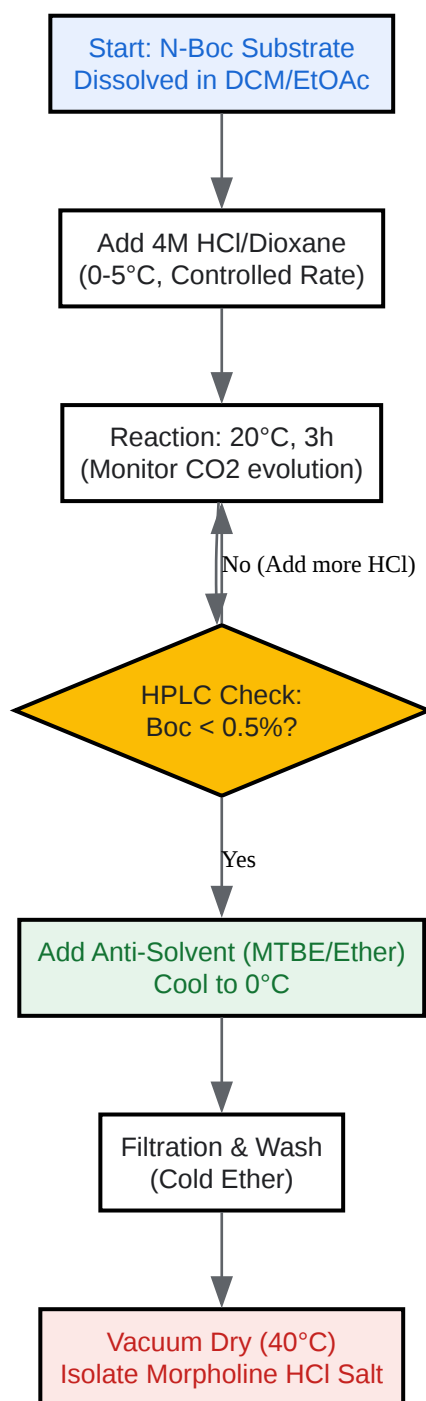 Start: N-Boc Substrate
Dissolved in DCM/EtOAc
Add 4M HCl/Dioxane
(0-5°C, Controlled Rate)
Reaction: 20°C, 3h
(Monitor CO2 evolution)
No (Add more HCl)
HPLC Check:
Boc < 0.5%?
Yes
Add Anti-Solvent (MTBE/Ether)
Cool to 0°C
Filtration & Wash
(Cold Ether)
Vacuum Dry (40°C)
Isolate Morpholine HCl Salt